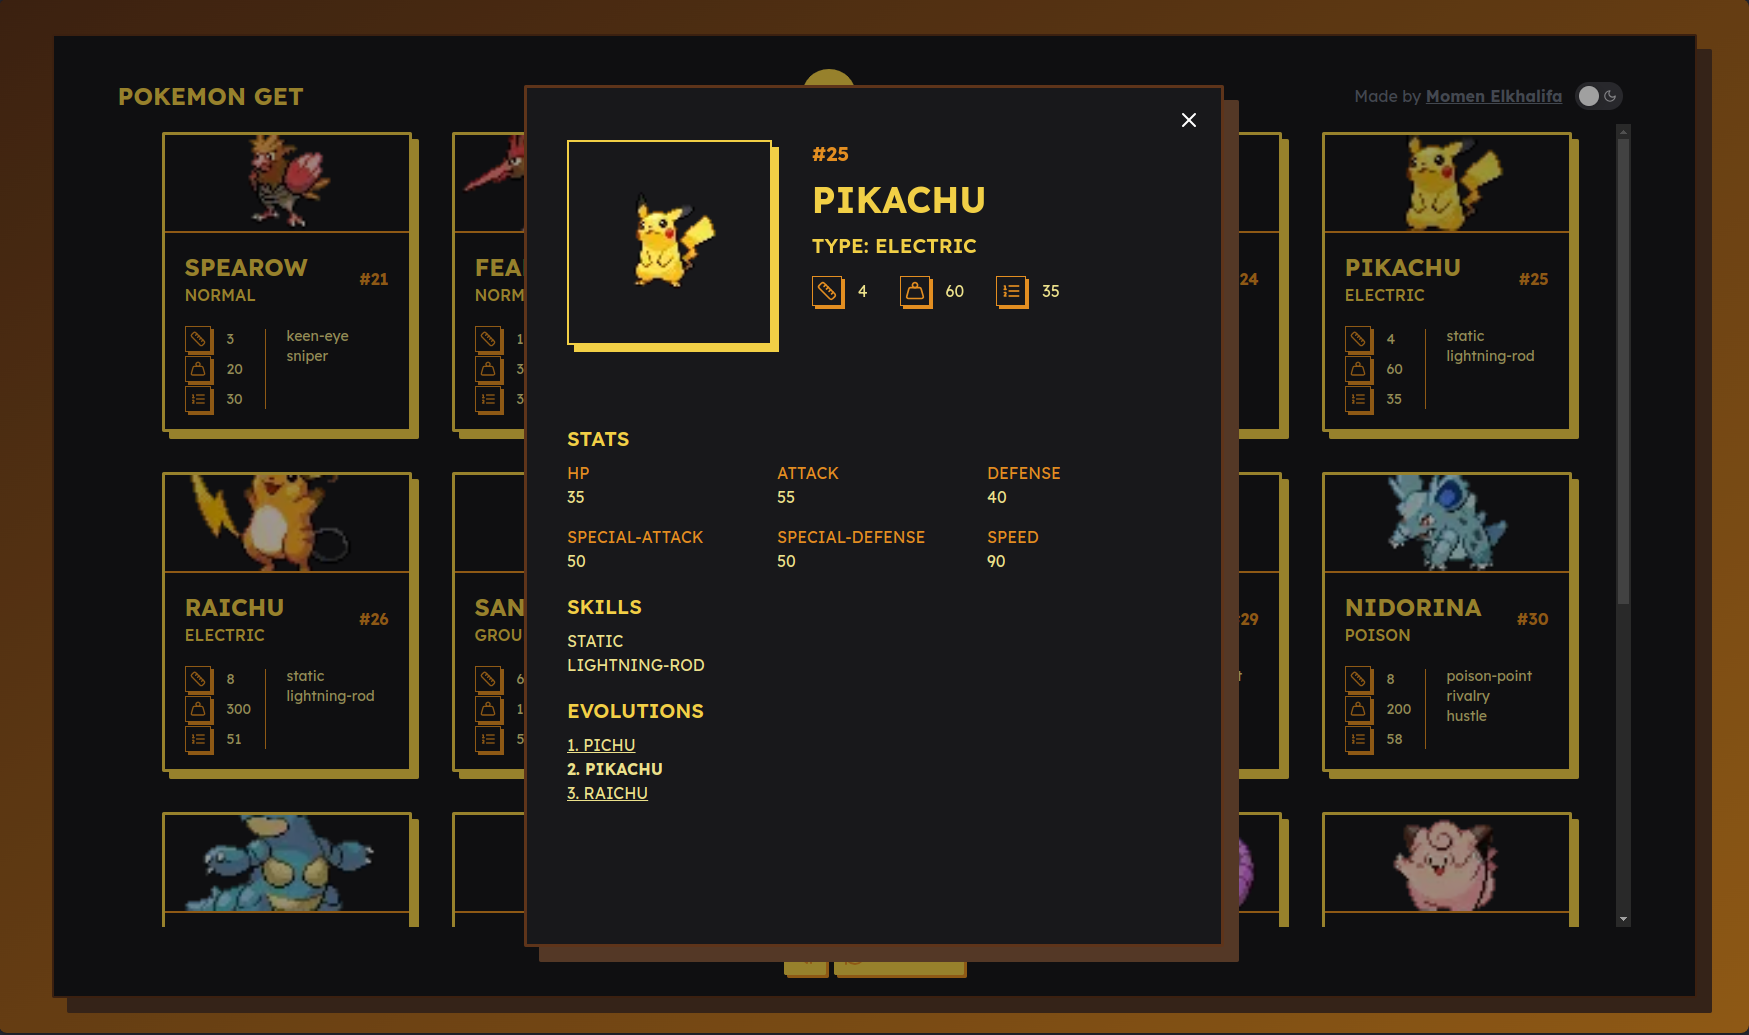 POKEMON GET
Made by Momen Elkhalifa
SPEAROW
#21
NORMAL
3
20
30
keen-eye
sniper
FEA
NORM
1
3
3
24
PIKACHU
#25
ELECTRIC
4
60
35
static
lightning-rod
RAICHU
#26
ELECTRIC
8
300
51
static
lightning-rod
SAN
GROU
6
1
5
29
t
NIDORINA
#30
POISON
8
200
58
poison-point
rivalry
hustle
#25
PIKACHU
TYPE: ELECTRIC
4
60
35
STATS
HP
35
ATTACK
55
DEFENSE
40
SPECIAL-ATTACK
50
SPECIAL-DEFENSE
50
SPEED
90
SKILLS
STATIC
LIGHTNING-ROD
EVOLUTIONS
1. PICHU
2. PIKACHU
3. RAICHU